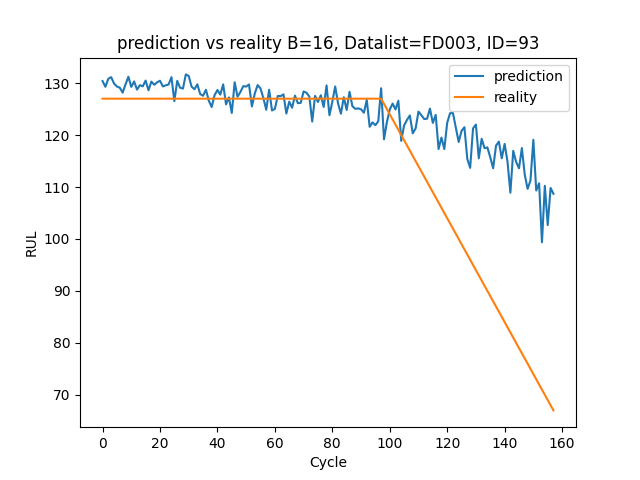 prediction vs reality B=16, Datalist=FD003, ID=93
prediction
reality
130
120
110
100
90
80
70
RUL
0 20 40 60 80 100 120 140 160
Cycle